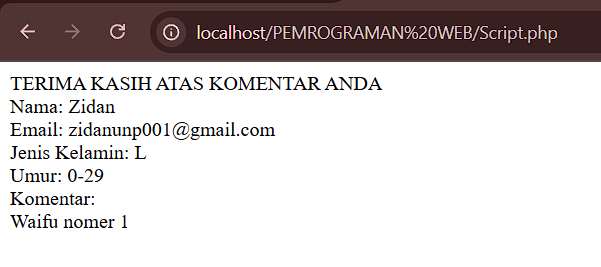 localhost/PEMROGRAMAN%20WEB/Script.php
TERIMA KASIH ATAS KOMENTAR ANDA
Nama: Zidan
Email: zidanunp001@gmail.com
Jenis Kelamin: L
Umur: 0-29
Komentar:
Waifu nomer 1